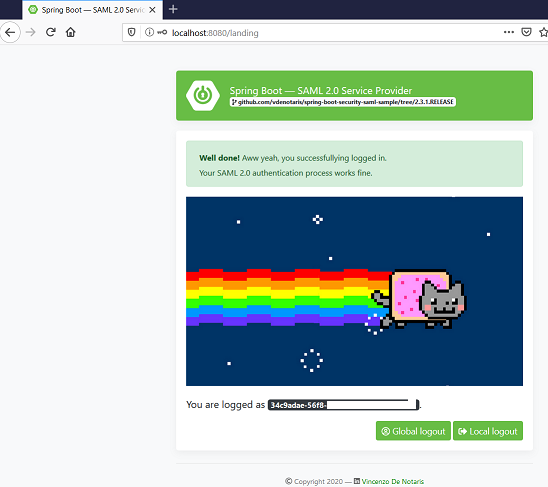 Spring Boot — SAML 2.0 Servic
localhost:8080/landing
Spring Boot — SAML 2.0 Service Provider
github.com/vdenotaris/spring-boot-security-saml-sample/tree/2.3.1.RELEASE
Well done! Aww yeah, you successfullying logged in.
Your SAML 2.0 authentication process works fine.
You are logged as 34c9adae-56f8- .
Global logout Local logout
© Copyright 2020 — Vincenzo De Notaris